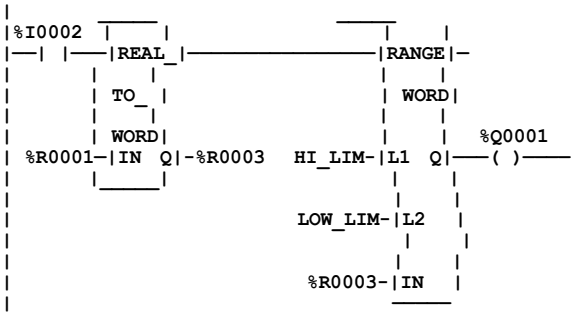 %I0002
REAL_ RANGE
TO_ WORD
WORD %Q0001
%R0001 IN Q %R0003 HI_LIM L1 Q ( )
LOW_LIM L2
%R0003 IN